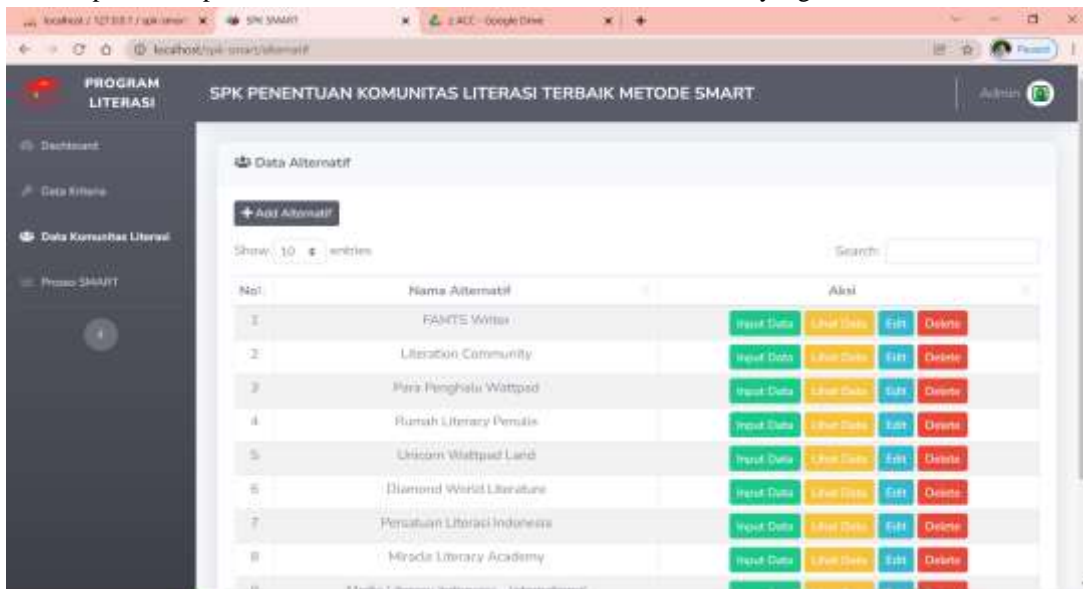 SPK SMART
localhost/spk-smart/alternatif
PROGRAM LITERASI
SPK PENENTUAN KOMUNITAS LITERASI TERBAIK METODE SMART
Admin
Dashboard
Data Kriteria
Data Komunitas Literasi
Proses SMART
Data Alternatif
+ Add Alternatif
Show 10 entries
Search:
No Nama Alternatif Aksi
1 FAMTS Writer Input Data Lihat Data Edit Delete
2 Literation Community Input Data Lihat Data Edit Delete
3 Para Penghalu Wattpad Input Data Lihat Data Edit Delete
4 Rumah Literacy Penulis Input Data Lihat Data Edit Delete
5 Unicorn Wattpad Land Input Data Lihat Data Edit Delete
6 Diamond World Literature Input Data Lihat Data Edit Delete
7 Persatuan Literasi Indonesia Input Data Lihat Data Edit Delete
8 Miracle Literacy Academy Input Data Lihat Data Edit Delete